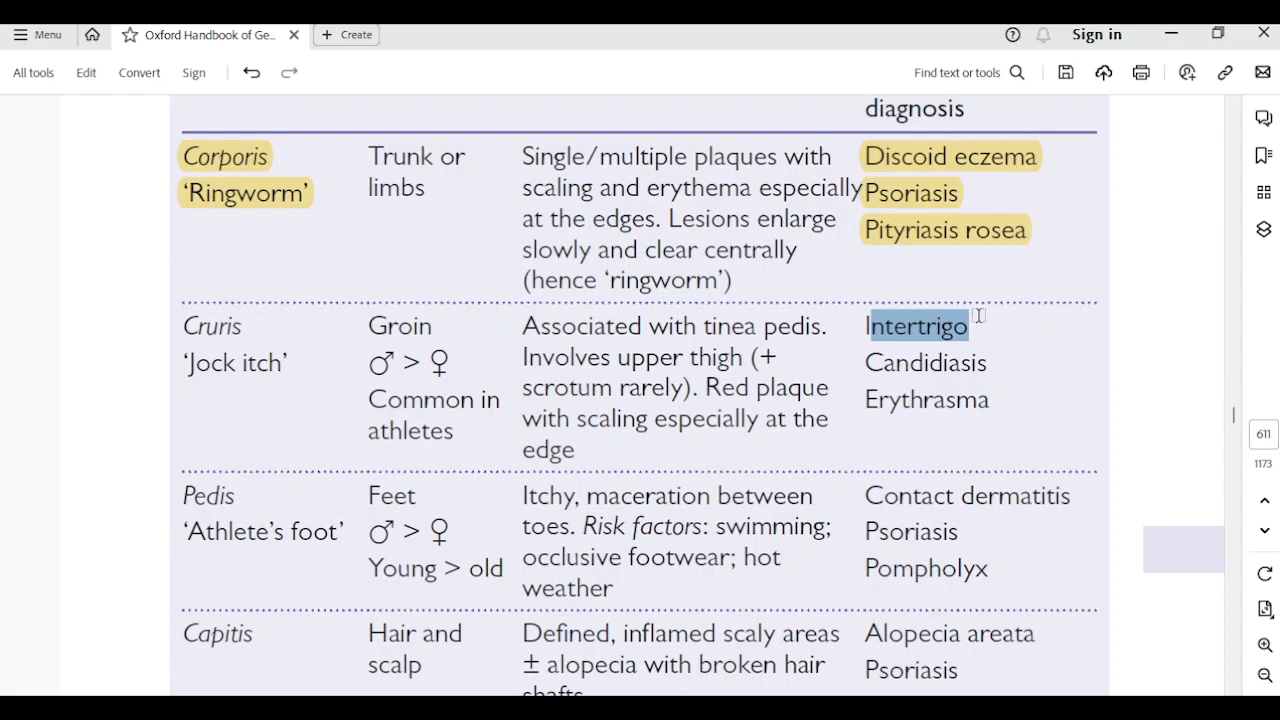 Menu
Oxford Handbook of Ge...
Create
Sign in
All tools
Edit
Convert
Sign
Find text or tools
diagnosis
Corporis
‘Ringworm’
Trunk or
limbs
Single/multiple plaques with
scaling and erythema especially
at the edges. Lesions enlarge
slowly and clear centrally
(hence ‘ringworm’)
Discoid eczema
Psoriasis
Pityriasis rosea
Cruris
‘Jock itch’
Groin
♂ > ♀
Common in
athletes
Associated with tinea pedis.
Involves upper thigh (+
scrotum rarely). Red plaque
with scaling especially at the
edge
Intertrigo
Candidiasis
Erythrasma
Pedis
‘Athlete’s foot’
Feet
♂ > ♀
Young > old
Itchy, maceration between
toes. Risk factors: swimming;
occlusive footwear; hot
weather
Contact dermatitis
Psoriasis
Pompholyx
Capitis
Hair and
scalp
Defined, inflamed scaly areas
± alopecia with broken hair
shafts
Alopecia areata
Psoriasis
611
1173